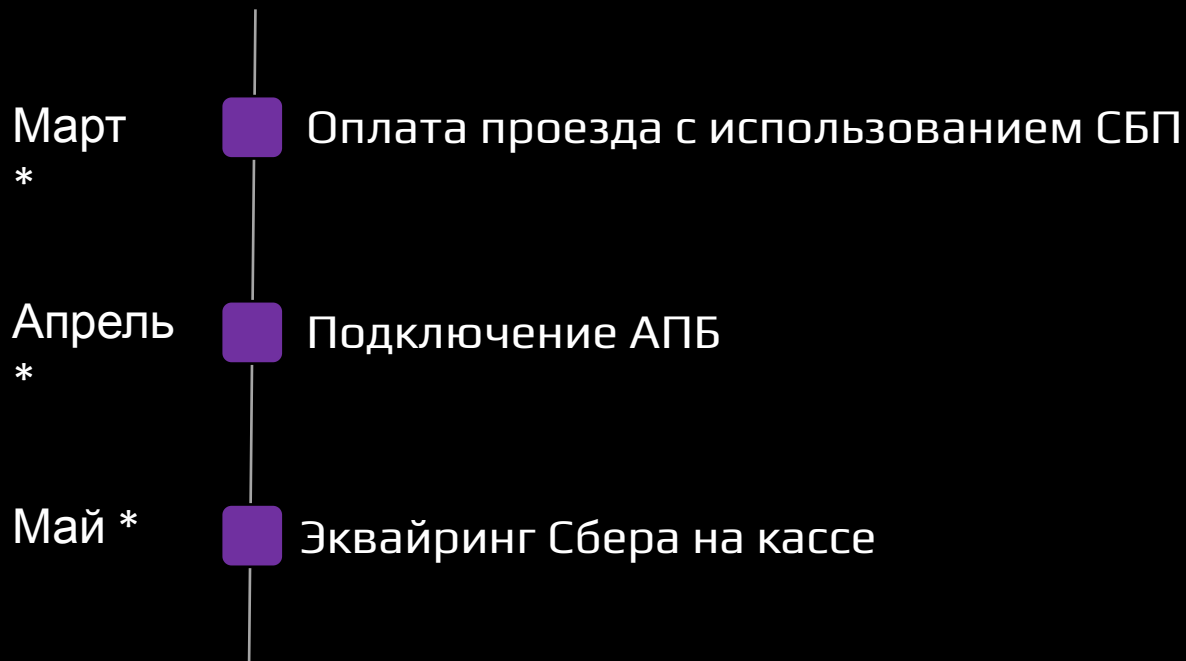 Март
*
Оплата проезда с использованием СБП
Апрель
*
Подключение АПБ
Май *
Эквайринг Сбера на кассе